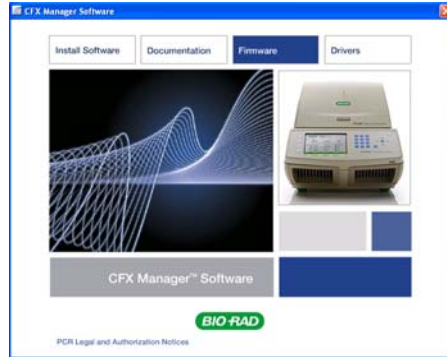 CFX Manager Software
Install Software
Documentation
Firmware
Drivers
CFX Manager™ Software
BIO-RAD
PCR Legal and Authorization Notices